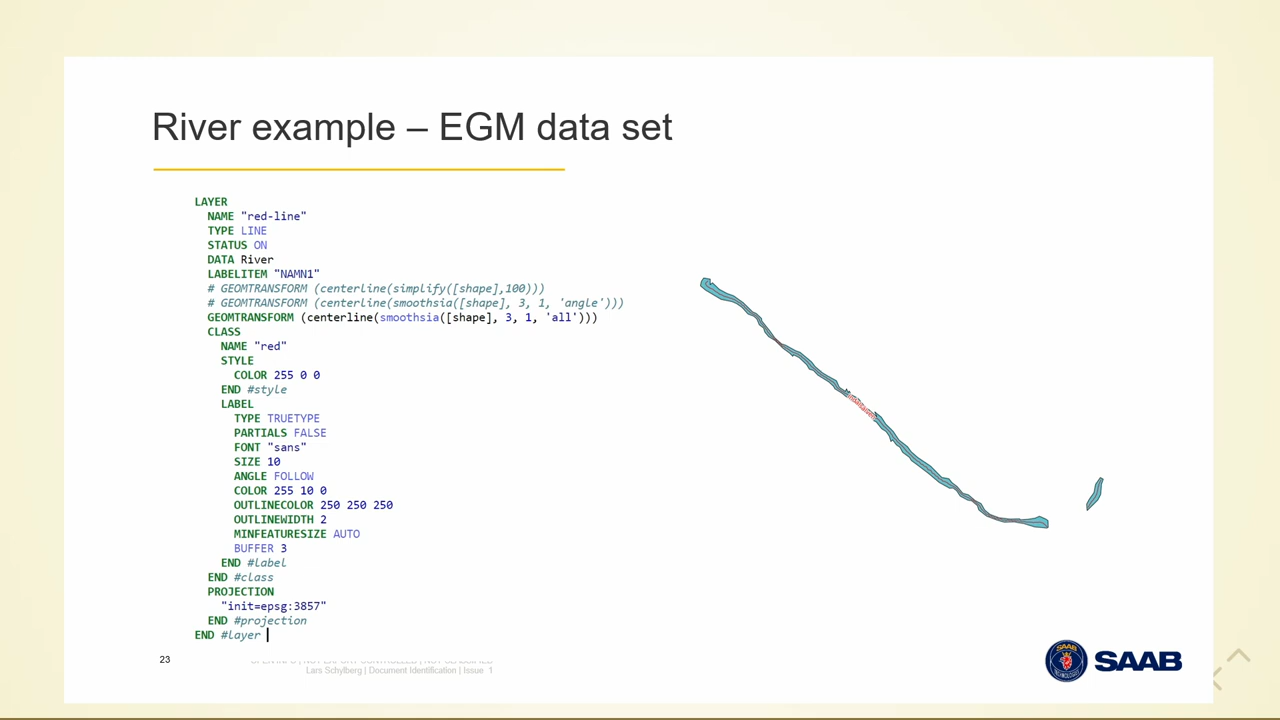 River example – EGM data set
LAYER
NAME "red-line"
TYPE LINE
STATUS ON
DATA River
LABELITEM "NAMN1"
# GEOMTRANSFORM (centerline(simplify([shape],100)))
# GEOMTRANSFORM (centerline(smoothsia([shape], 3, 1, 'angle')))
GEOMTRANSFORM (centerline(smoothsia([shape], 3, 1, 'all')))
CLASS
NAME "red"
STYLE
COLOR 255 0 0
END #style
LABEL
TYPE TRUETYPE
PARTIALS FALSE
FONT "sans"
SIZE 10
ANGLE FOLLOW
COLOR 255 10 0
OUTLINECOLOR 250 250 250
OUTLINEWIDTH 2
MINFEATURESIZE AUTO
BUFFER 3
END #label
END #class
PROJECTION
"init=epsg:3857"
END #projection
END #layer
23
Lars Schylberg | Document Identification | Issue 1
SAAB
SAAB